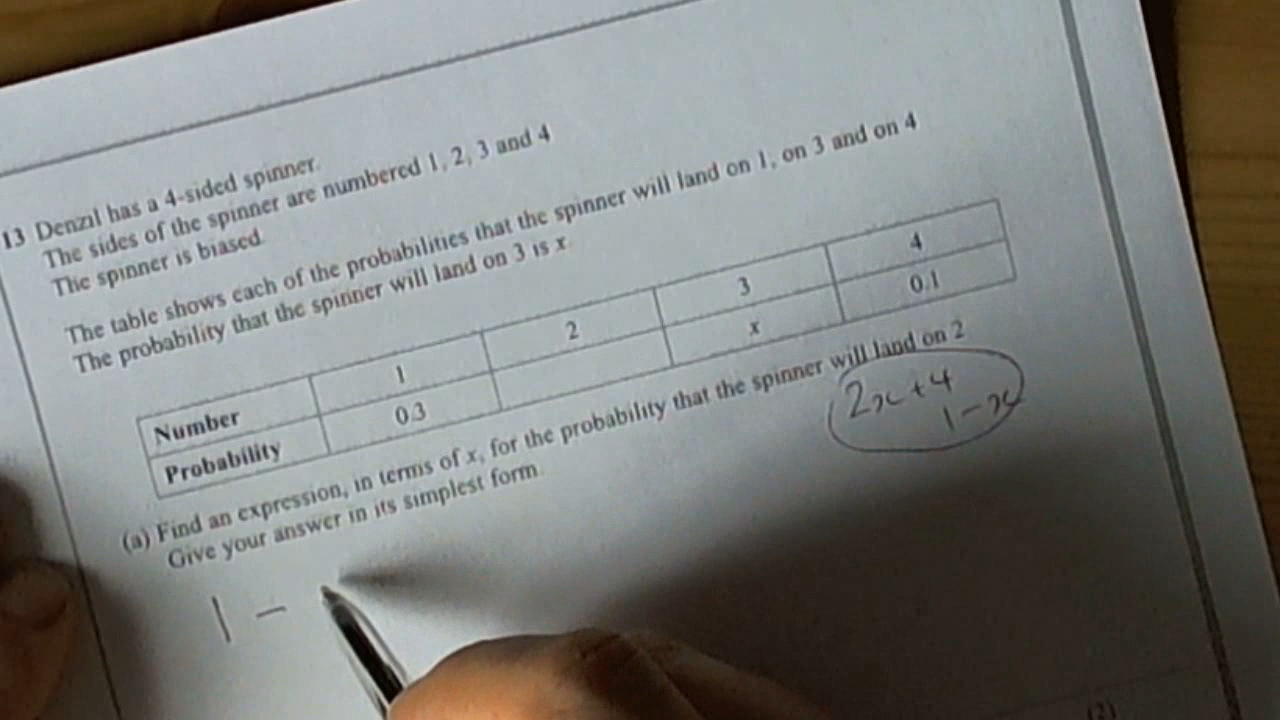 13 Denzil has a 4-sided spinner.
The sides of the spinner are numbered 1, 2, 3 and 4
The spinner is biased.
The table shows each of the probabilities that the spinner will land on 1, on 3 and on 4
The probability that the spinner will land on 3 is x.
Number 1 2 3 4
Probability 0.3 x 0.1
(a) Find an expression, in terms of x, for the probability that the spinner will land on 2
Give your answer in its simplest form.
2x+4
1-x
1 -
(2)